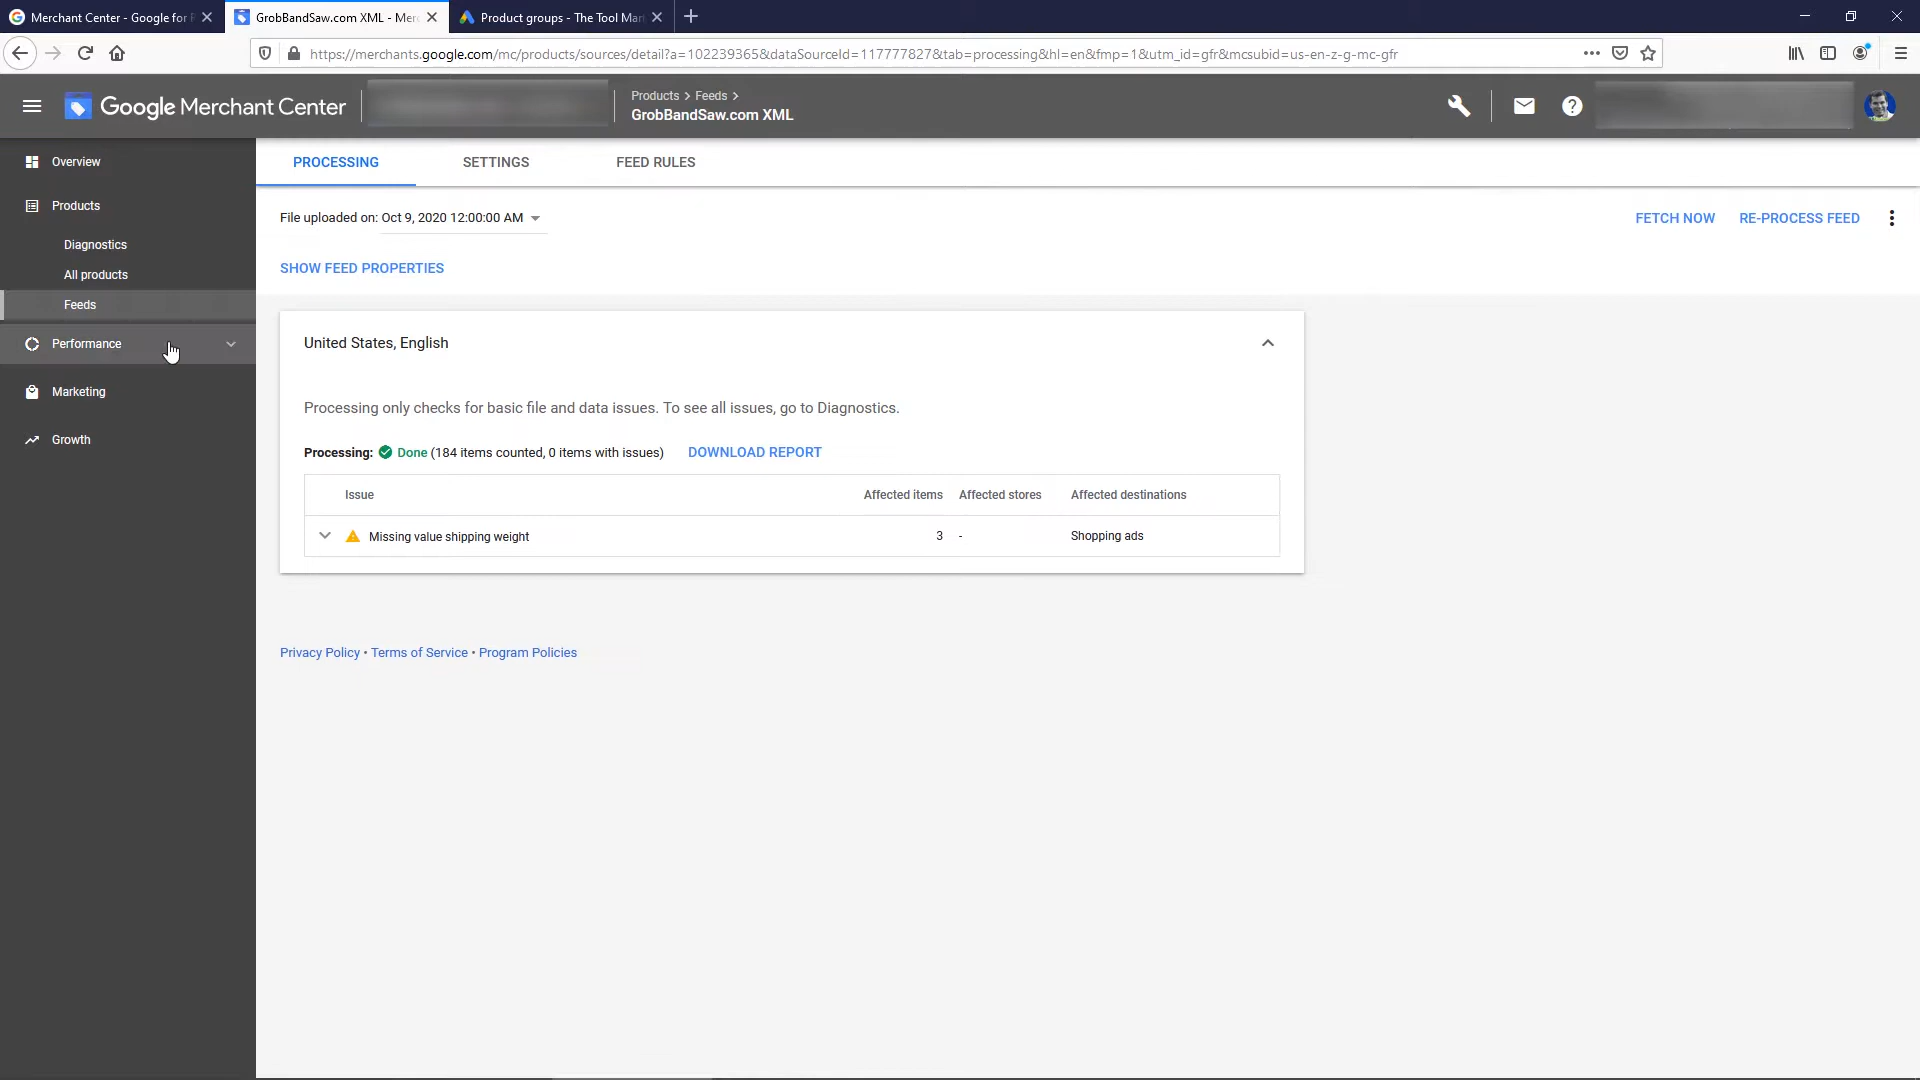 Merchant Center - Google for R
GrobBandSaw.com XML - Merc
Product groups - The Tool Mar
https://merchants.google.com/mc/products/sources/detail?a=102239365&dataSourceId=117777827&tab=processing&hl=en&fmp=1&utm_id=gfr&mcsubid=us-en-z-g-mc-gfr
Google Merchant Center
Products > Feeds >
GrobBandSaw.com XML
Overview
Products
Diagnostics
All products
Feeds
Performance
Marketing
Growth
PROCESSING
SETTINGS
FEED RULES
File uploaded on: Oct 9, 2020 12:00:00 AM
FETCH NOW
RE-PROCESS FEED
SHOW FEED PROPERTIES
United States, English
Processing only checks for basic file and data issues. To see all issues, go to Diagnostics.
Processing: Done (184 items counted, 0 items with issues) DOWNLOAD REPORT
Issue Affected items Affected stores Affected destinations
Missing value shipping weight 3 - Shopping ads
Privacy Policy • Terms of Service • Program Policies